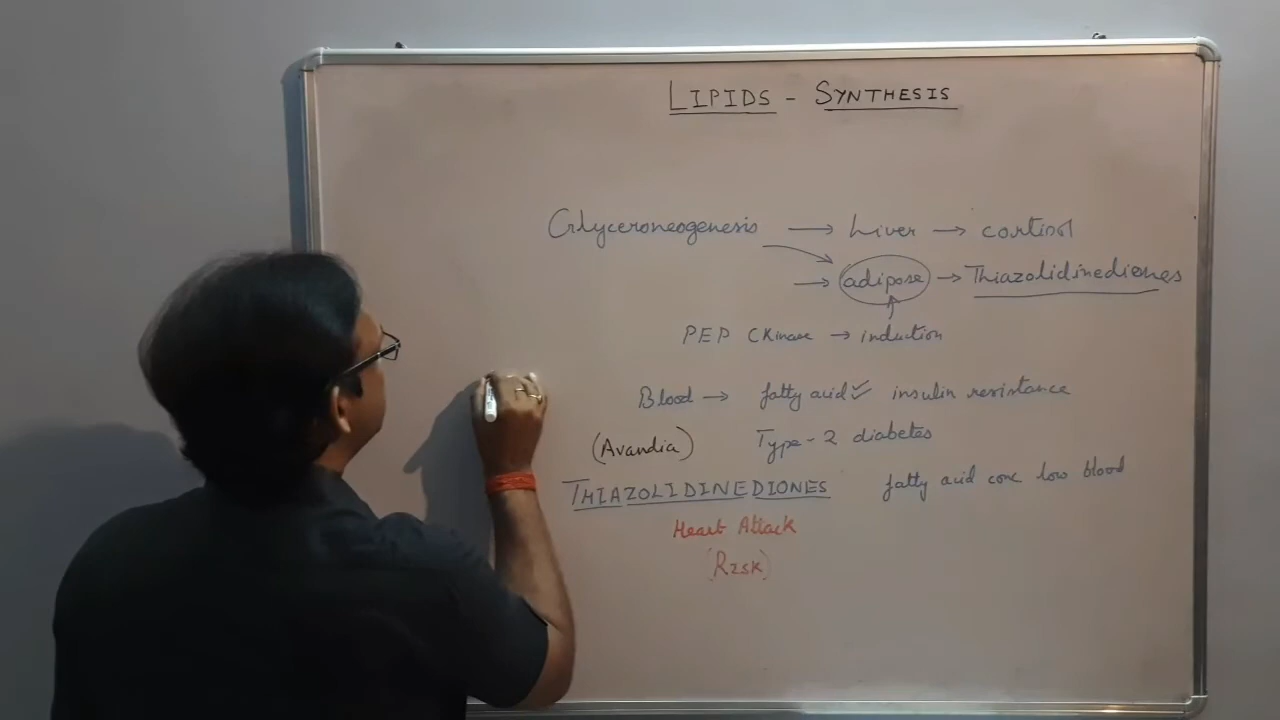 LIPIDS - SYNTHESIS
Glyceroneogenesis → Liver → cortisol
→ adipose → Thiazolidinediones
PEP CKinase → induction
Blood → fatty acid ✓ insulin resistance
(Avandia) Type-2 diabetes
THIAZOLIDINEDIONES fatty acid conc low blood
Heart Attack
(Risk)